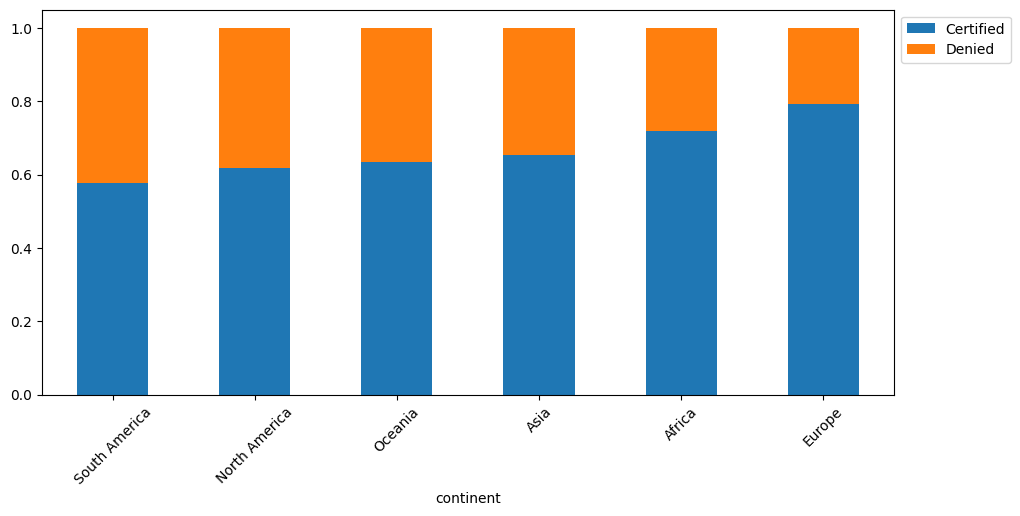 1.0
0.8
0.6
0.4
0.2
0.0
Certified
Denied
South America
North America
Oceania
Asia
Africa
Europe
continent